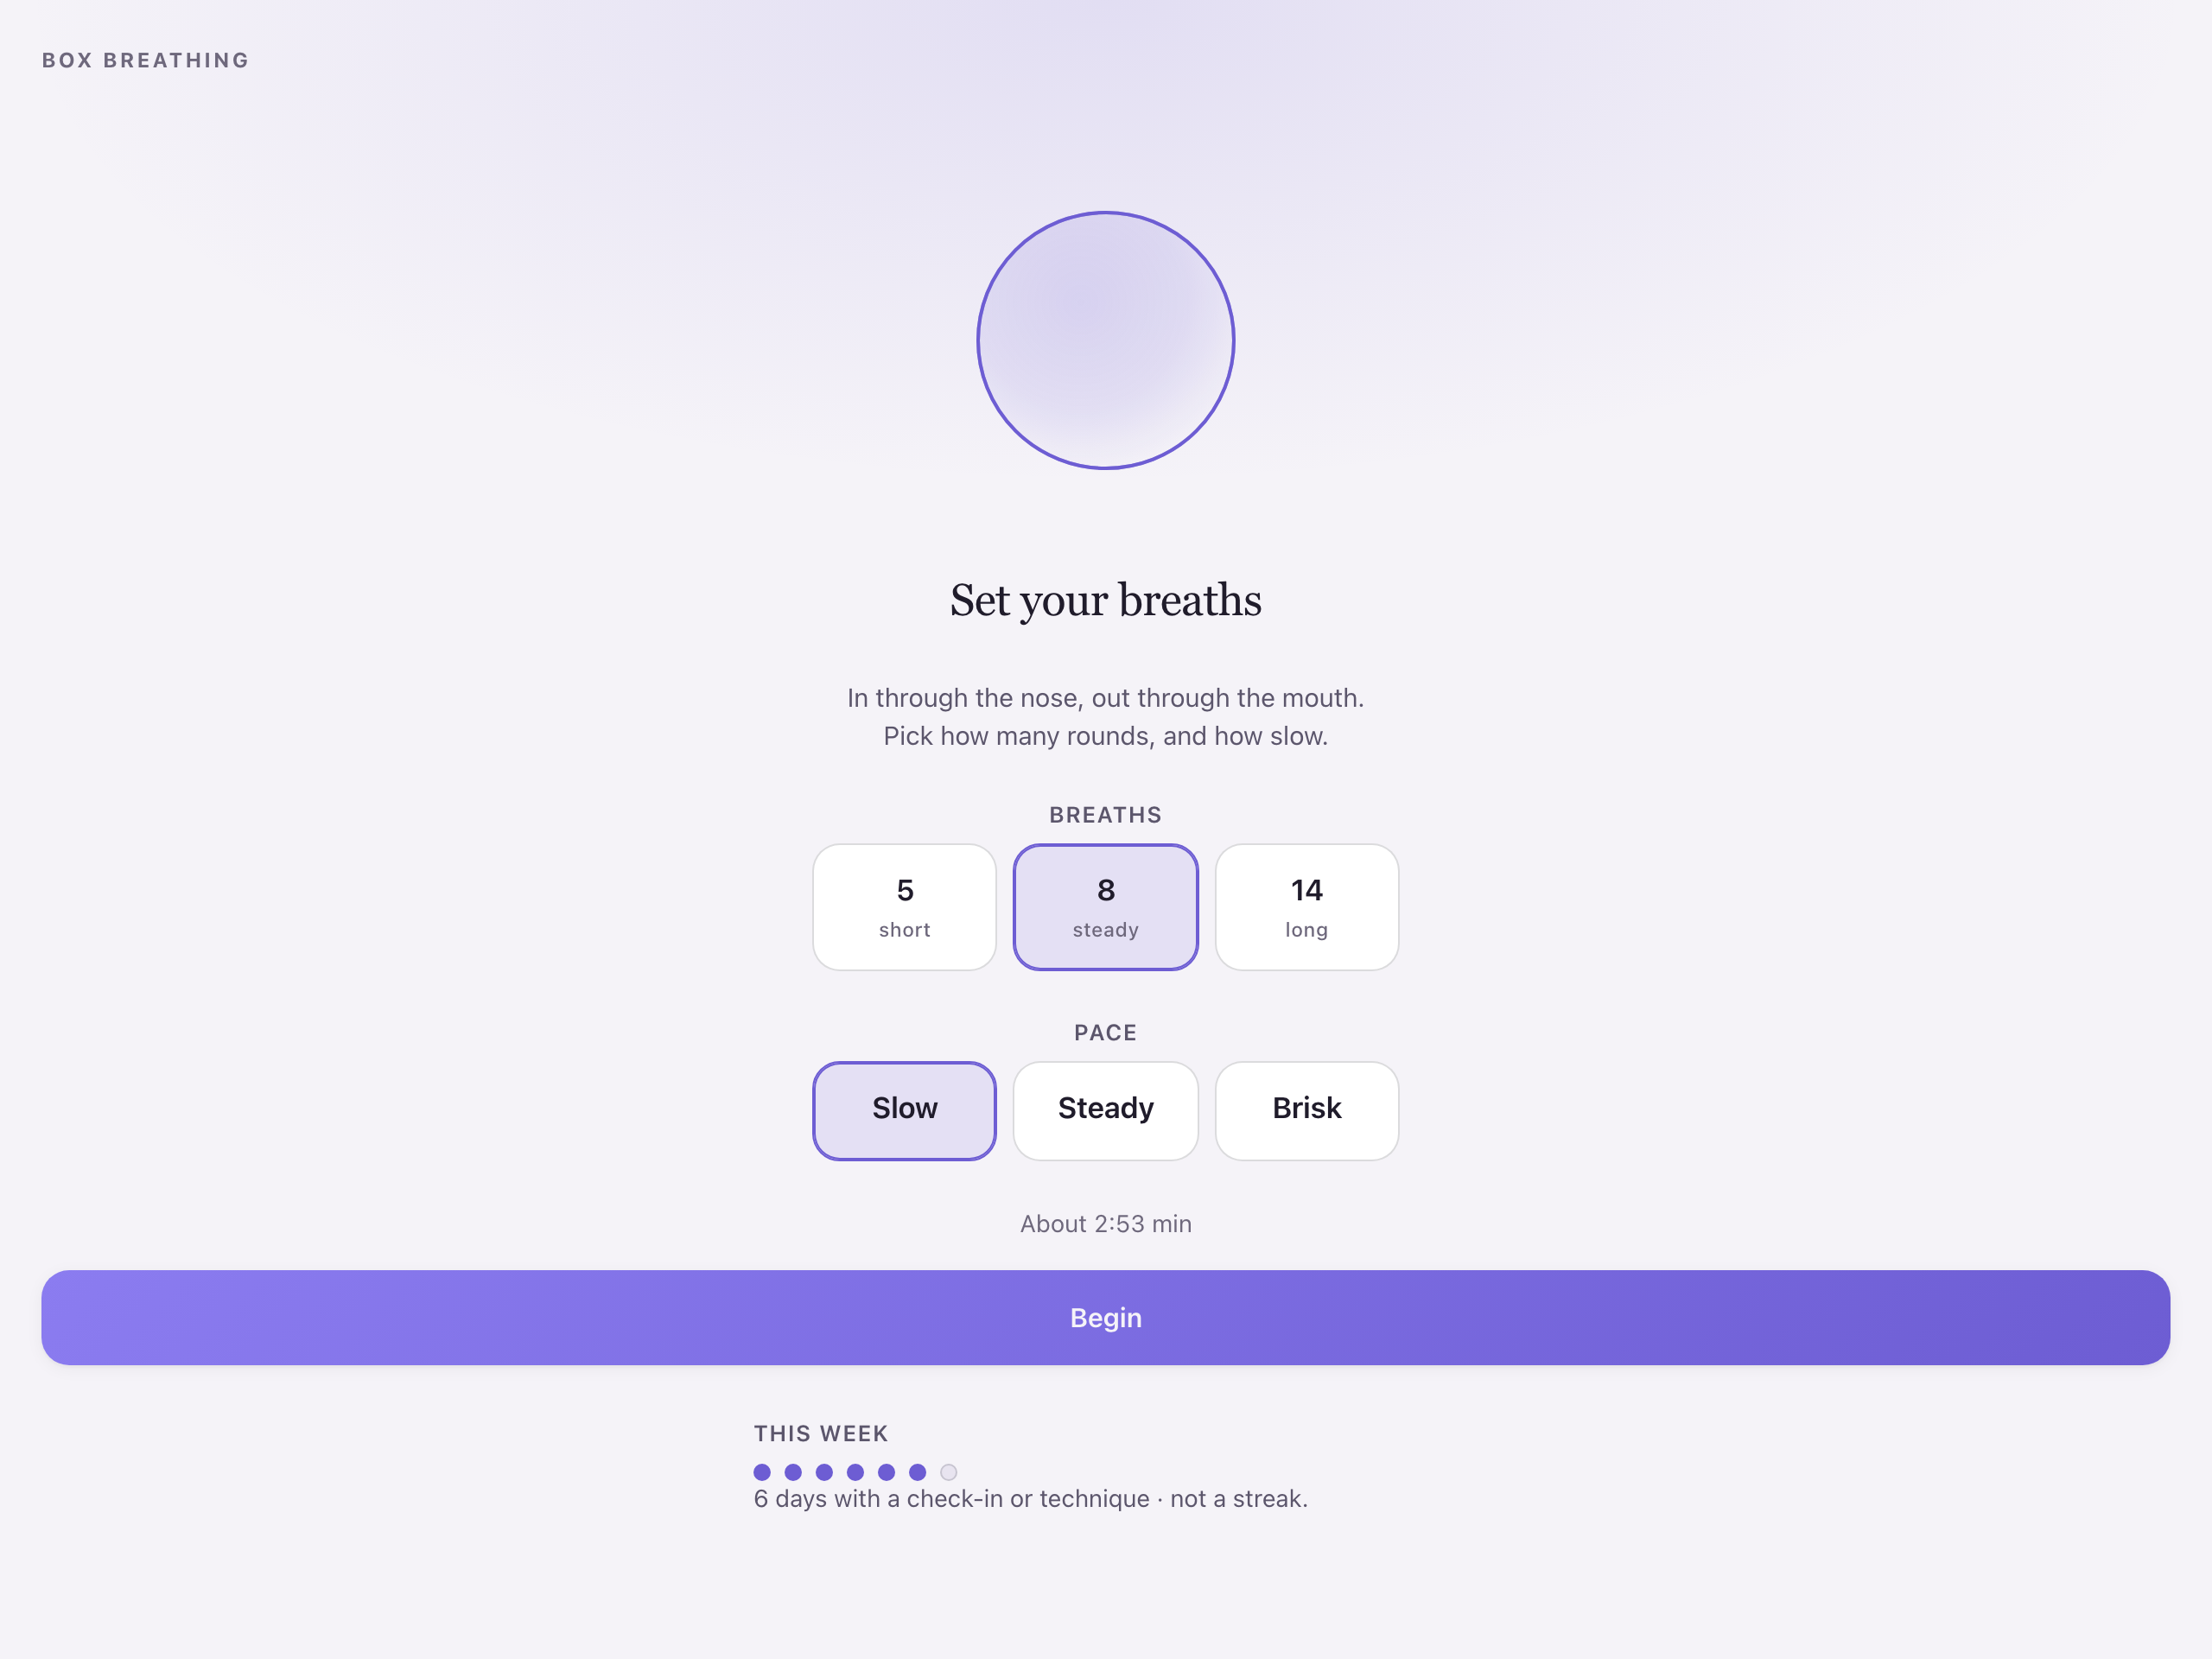 BOX BREATHING
Set your breaths
In through the nose, out through the mouth.
Pick how many rounds, and how slow.
BREATHS
5
short
8
steady
14
long
PACE
Slow
Steady
Brisk
About 2:53 min
Begin
THIS WEEK
6 days with a check-in or technique · not a streak.